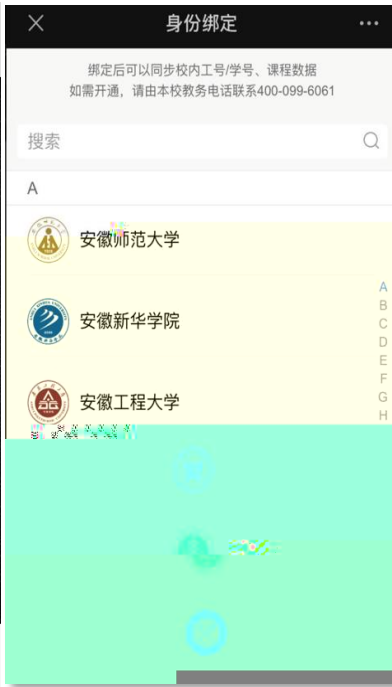 身份绑定
绑定后可以同步校内工号/学号、课程数据
如需开通，请由本校教务电话联系400-099-6061
搜索
A
安徽师范大学
安徽新华学院
安徽工程大学
A
B
C
D
E
F
G
H